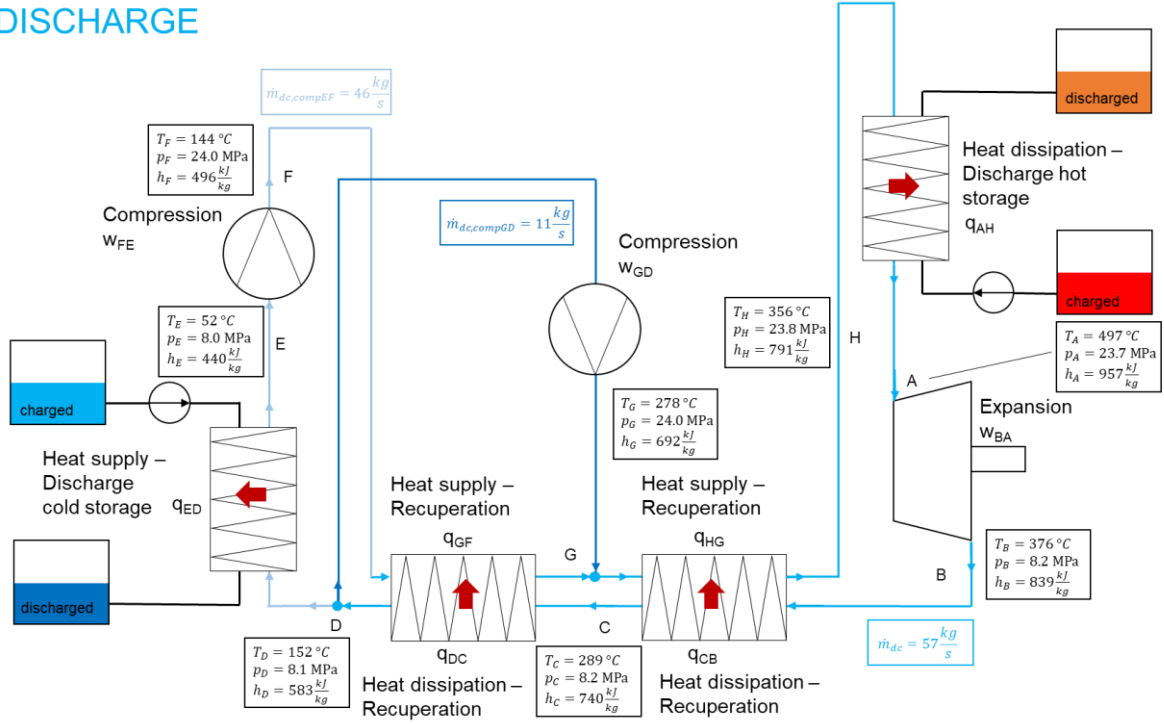 DISCHARGE
ṁ_dc,compEF = 46 kg/s
T_F = 144 °C
p_F = 24.0 MPa
h_F = 496 kJ/kg
F
Compression
w_FE
ṁ_dc,compGD = 11 kg/s
Compression
w_GD
discharged
Heat dissipation –
Discharge hot
storage
q_AH
charged
T_H = 356 °C
p_H = 23.8 MPa
h_H = 791 kJ/kg
H
T_A = 497 °C
p_A = 23.7 MPa
h_A = 957 kJ/kg
A
Expansion
w_BA
T_E = 52 °C
p_E = 8.0 MPa
h_E = 440 kJ/kg
E
charged
Heat supply –
Discharge
cold storage
q_ED
discharged
T_G = 278 °C
p_G = 24.0 MPa
h_G = 692 kJ/kg
Heat supply –
Recuperation
q_GF
G
Heat supply –
Recuperation
q_HG
T_B = 376 °C
p_B = 8.2 MPa
h_B = 839 kJ/kg
B
ṁ_dc = 57 kg/s
D
T_D = 152 °C
p_D = 8.1 MPa
h_D = 583 kJ/kg
q_DC
Heat dissipation –
Recuperation
C
T_C = 289 °C
p_C = 8.2 MPa
h_C = 740 kJ/kg
q_CB
Heat dissipation –
Recuperation